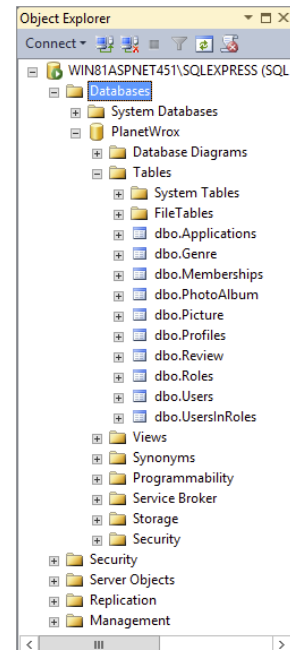 Object Explorer
Connect
WIN81ASPNET451\SQLEXPRESS (SQL
Databases
System Databases
PlanetWrox
Database Diagrams
Tables
System Tables
FileTables
dbo.Applications
dbo.Genre
dbo.Memberships
dbo.PhotoAlbum
dbo.Picture
dbo.Profiles
dbo.Review
dbo.Roles
dbo.Users
dbo.UsersInRoles
Views
Synonyms
Programmability
Service Broker
Storage
Security
Security
Server Objects
Replication
Management